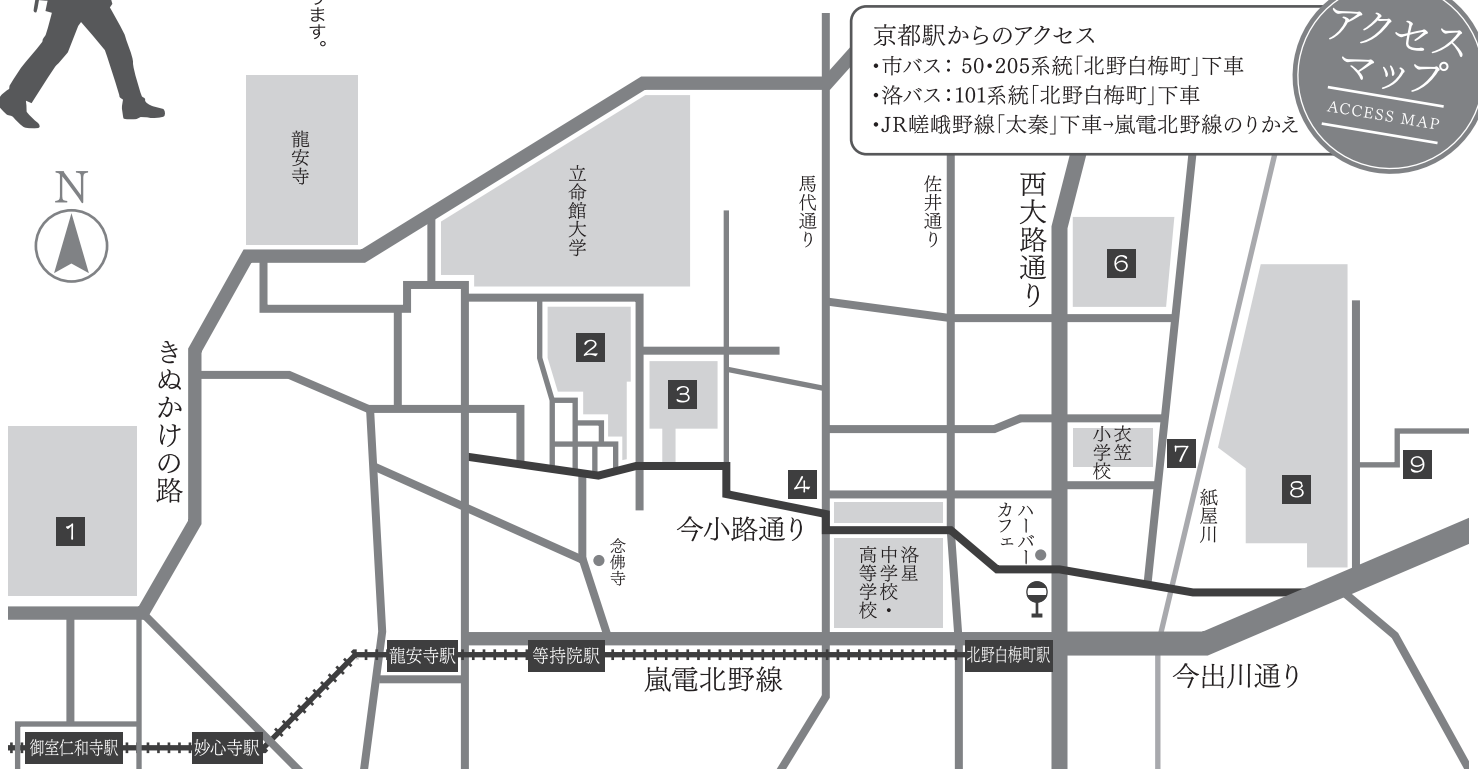 ります。
京都駅からのアクセス
・市バス：50・205系統「北野白梅町」下車
・洛バス：101系統「北野白梅町」下車
・JR嵯峨野線「太秦」下車→嵐電北野線のりかえ
アクセス
マップ
ACCESS MAP
N
龍安寺
立命館大学
馬代通り
佐井通り
西大路通り
きぬかけの路
1
2
3
4
6
7
8
9
衣笠
小学校
紙屋川
今小路通り
念佛寺
洛星
中学校・
高等学校
ハーバー
カフェ
龍安寺駅
等持院駅
北野白梅町駅
嵐電北野線
今出川通り
御室仁和寺駅
妙心寺駅